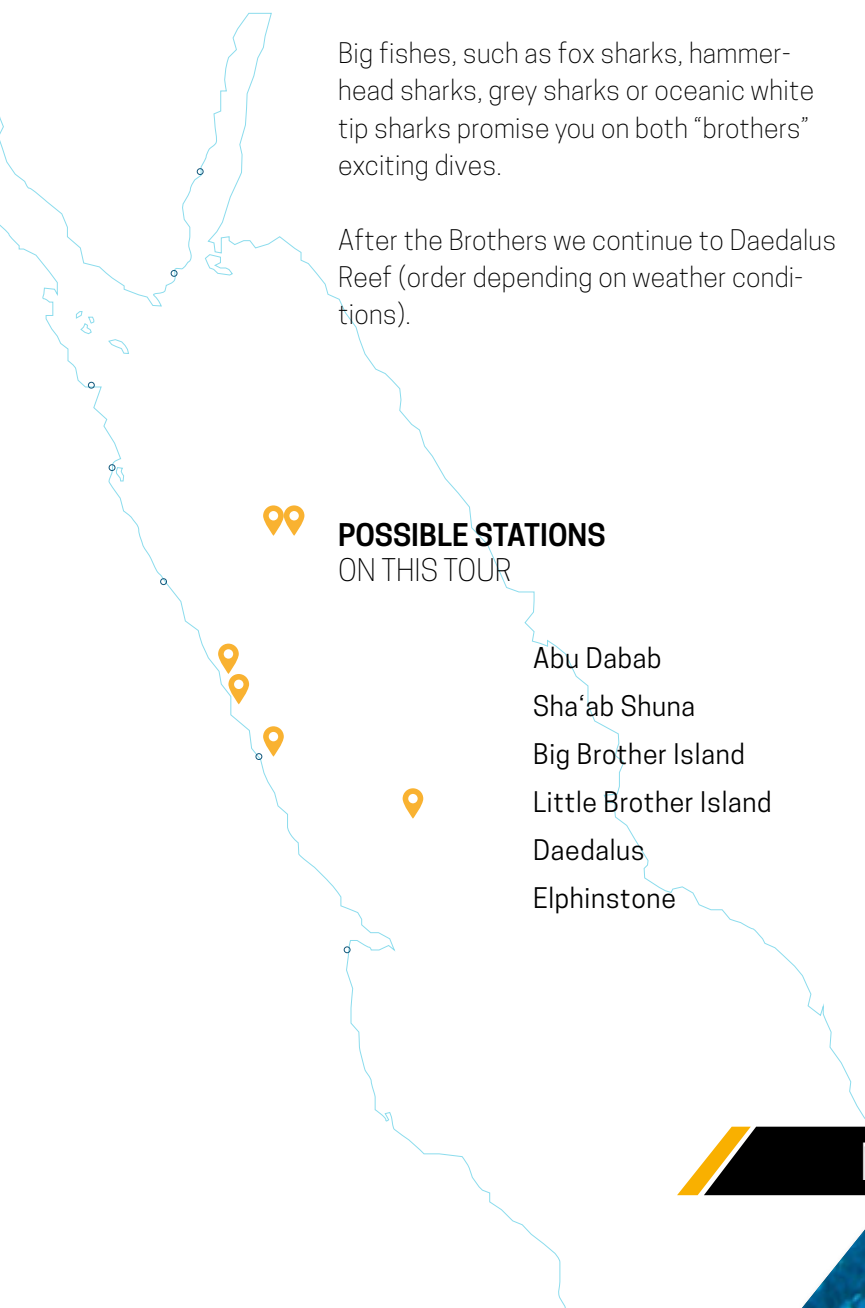 Big fishes, such as fox sharks, hammer-
head sharks, grey sharks or oceanic white
tip sharks promise you on both “brothers”
exciting dives.
After the Brothers we continue to Daedalus
Reef (order depending on weather condi-
tions).
POSSIBLE STATIONS
ON THIS TOUR
Abu Dabab
Sha‘ab Shuna
Big Brother Island
Little Brother Island
Daedalus
Elphinstone